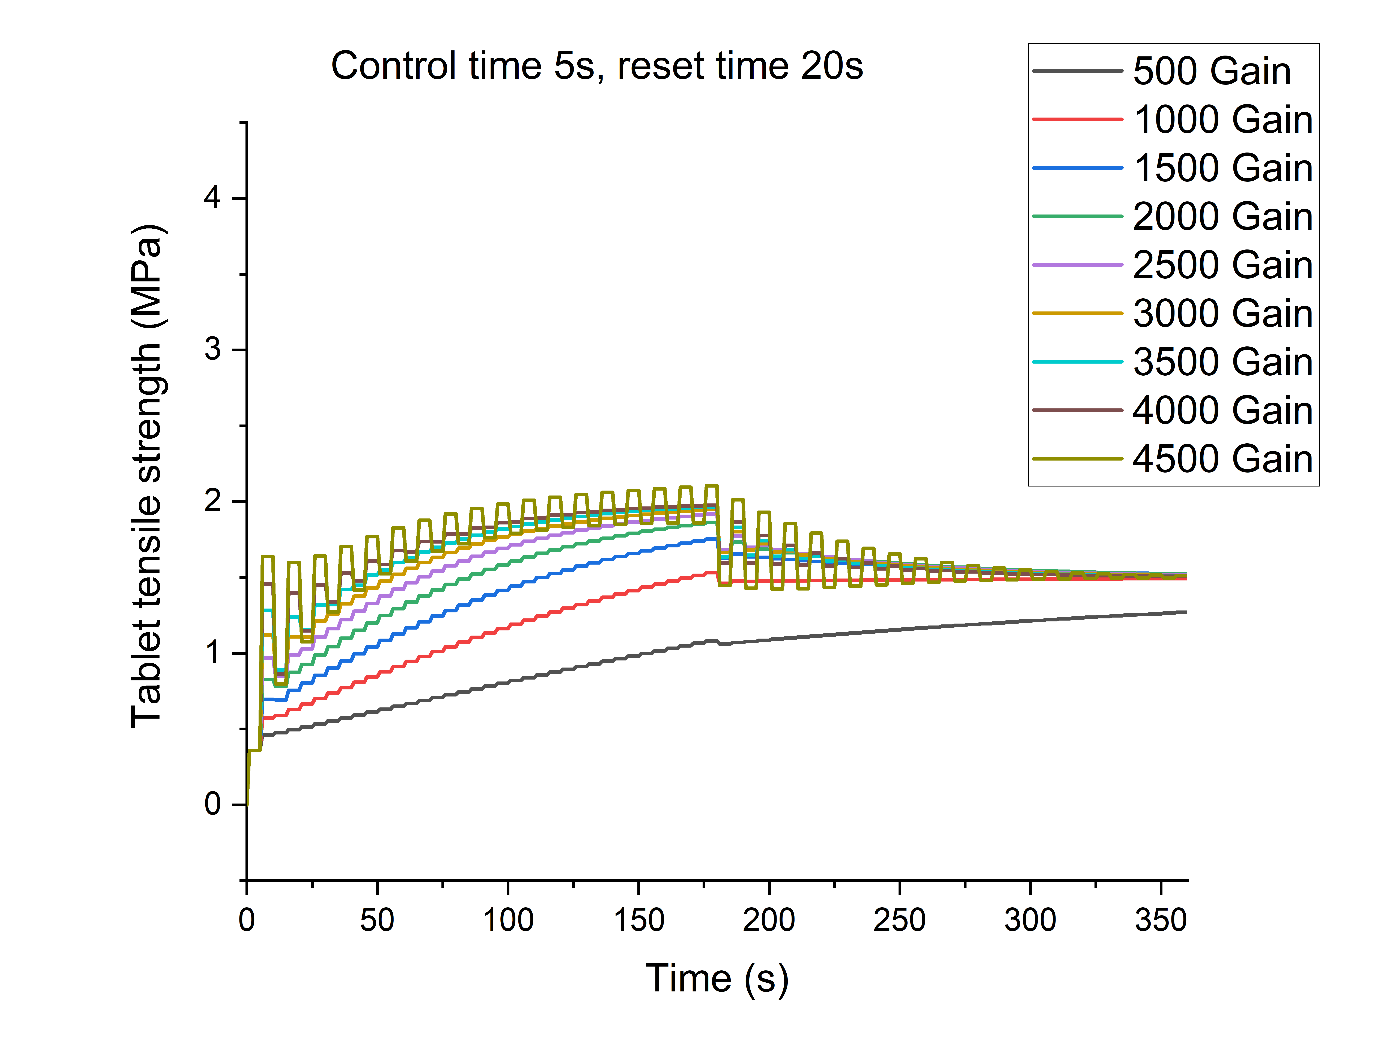 Control time 5s, reset time 20s
500 Gain
1000 Gain
1500 Gain
2000 Gain
2500 Gain
3000 Gain
3500 Gain
4000 Gain
4500 Gain
Tablet tensile strength (MPa)
4
3
2
1
0
0 50 100 150 200 250 300 350
Time (s)